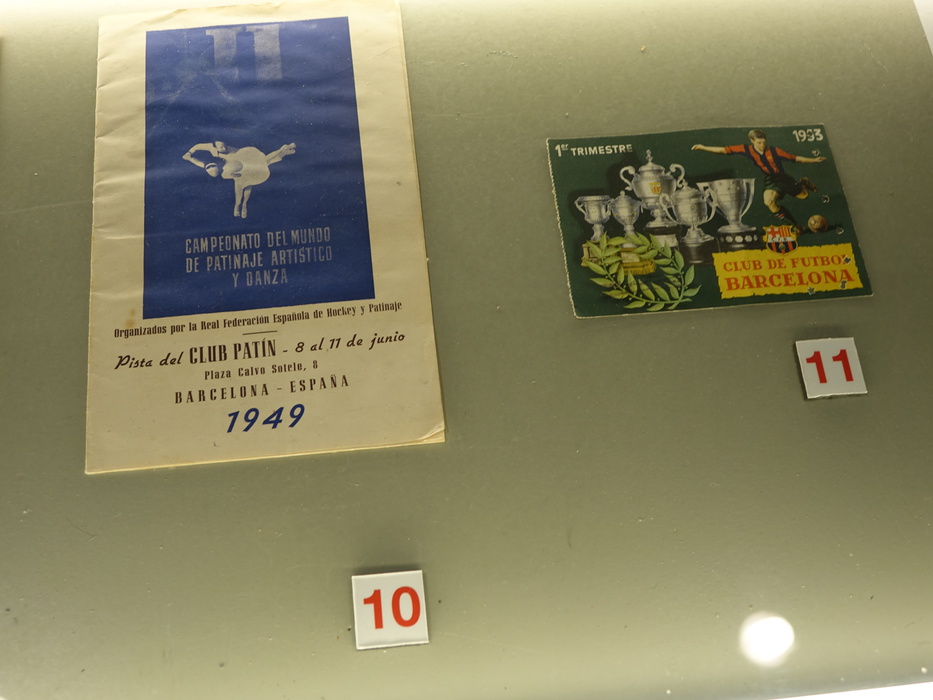 II
CAMPEONATO DEL MUNDO
DE PATINAJE ARTISTICO
Y DANZA
Organizados por la Real Federación Española de Hockey y Patinaje
Pista del CLUB PATÍN - 8 al 11 de junio
Plaza Calvo Sotelo, 8
BARCELONA - ESPAÑA
1949
10
1er TRIMESTRE
1953
CLUB DE FUTBOL
BARCELONA
11